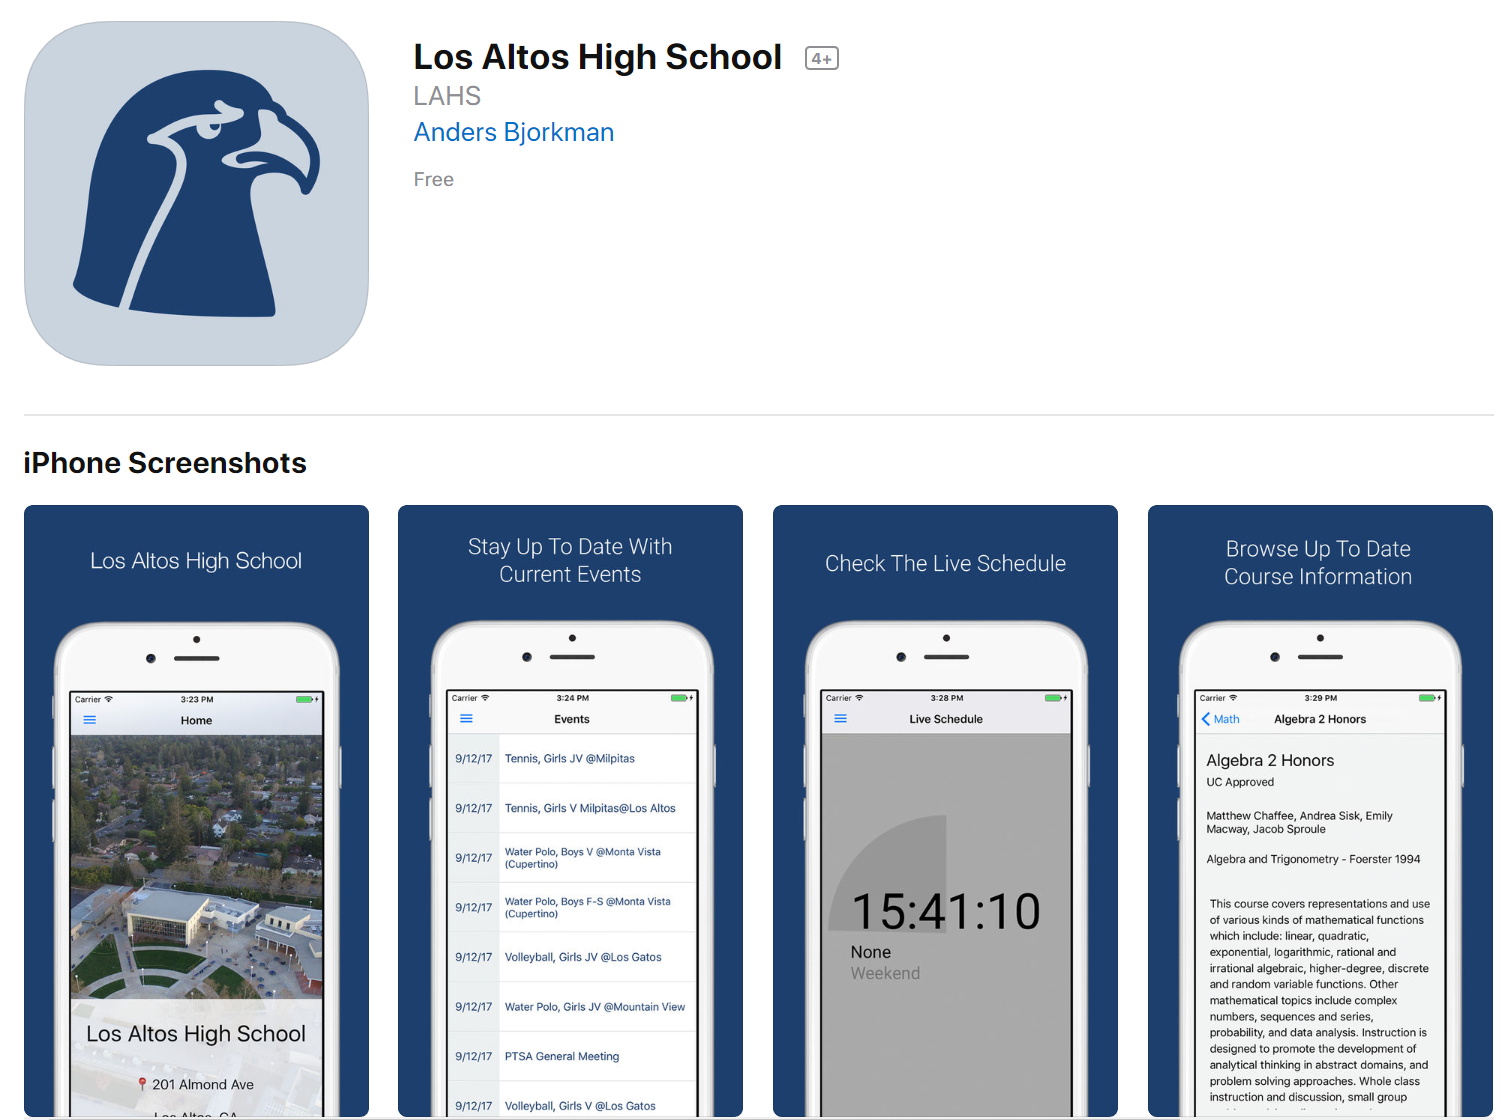 Los Altos High School 4+
LAHS
Anders Bjorkman
Free
iPhone Screenshots
Los Altos High School
Carrier 3:23 PM
Home
Los Altos High School
201 Almond Ave
Los Altos, CA
Stay Up To Date With
Current Events
Carrier 3:24 PM
Events
9/12/17 Tennis, Girls JV @Milpitas
9/12/17 Tennis, Girls V Milpitas@Los Altos
9/12/17 Water Polo, Boys V @Monta Vista
(Cupertino)
9/12/17 Water Polo, Boys F-S @Monta Vista
(Cupertino)
9/12/17 Volleyball, Girls JV @Los Gatos
9/12/17 Water Polo, Girls JV @Mountain View
9/12/17 PTSA General Meeting
9/12/17 Volleyball, Girls V @Los Gatos
Check The Live Schedule
Carrier 3:28 PM
Live Schedule
15:41:10
None
Weekend
Browse Up To Date
Course Information
Carrier 3:29 PM
Math Algebra 2 Honors
Algebra 2 Honors
UC Approved
Matthew Chaffee, Andrea Sisk, Emily
Macway, Jacob Sproule
Algebra and Trigonometry - Foerster 1994
This course covers representations and use
of various kinds of mathematical functions
which include: linear, quadratic,
exponential, logarithmic, rational and
irrational algebraic, higher-degree, discrete
and random variable functions. Other
mathematical topics include complex
numbers, sequences and series,
probability, and data analysis. Instruction is
designed to promote the development of
analytical thinking in abstract domains, and
problem solving approaches. Whole class
instruction and discussion, small group